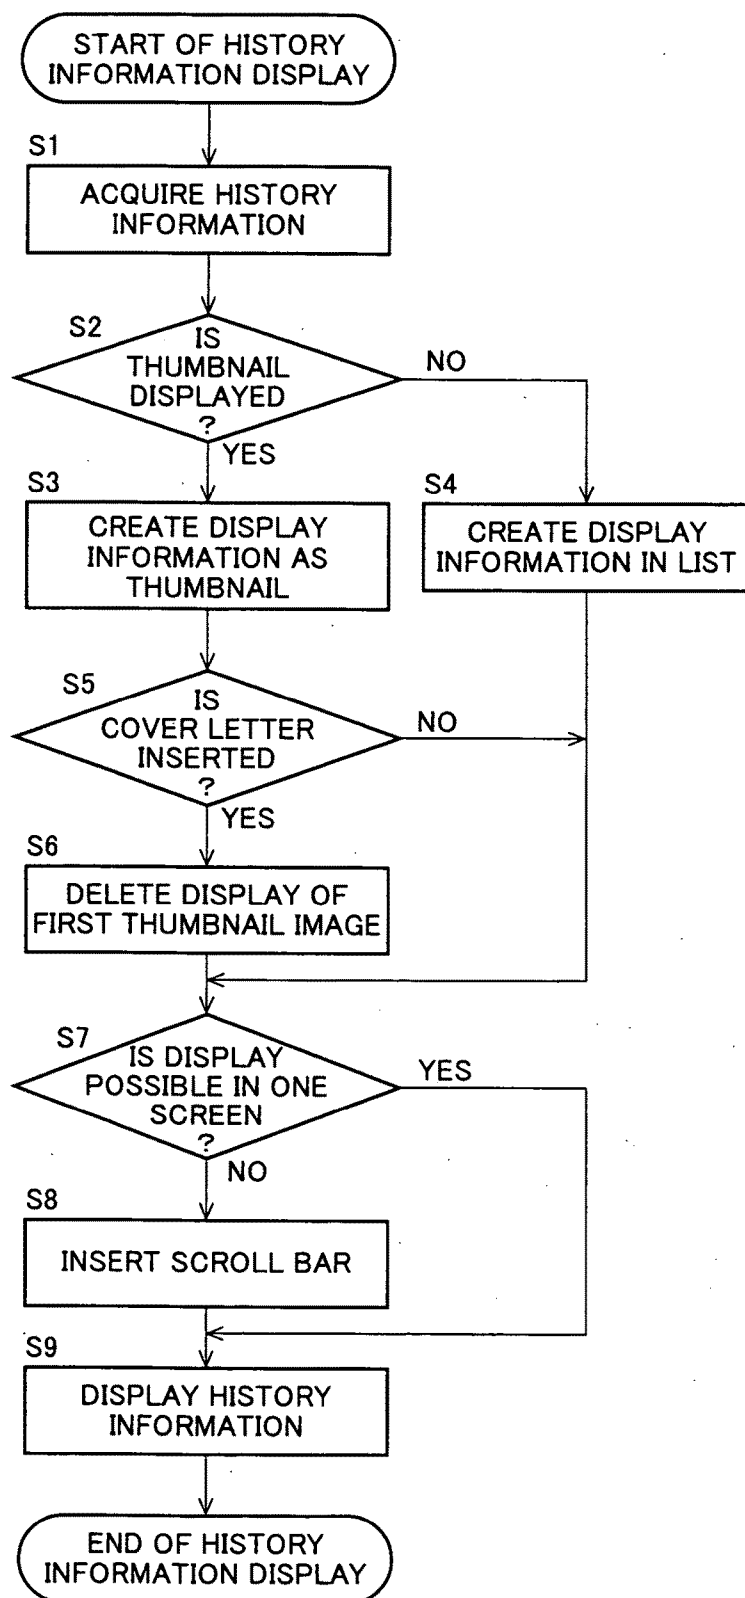 START OF HISTORY
INFORMATION DISPLAY
S1
ACQUIRE HISTORY
INFORMATION
S2
IS
THUMBNAIL
DISPLAYED
?
NO
YES
S3
CREATE DISPLAY
INFORMATION AS
THUMBNAIL
S4
CREATE DISPLAY
INFORMATION IN LIST
S5
IS
COVER LETTER
INSERTED
?
NO
YES
S6
DELETE DISPLAY OF
FIRST THUMBNAIL IMAGE
S7
IS DISPLAY
POSSIBLE IN ONE
SCREEN
?
YES
NO
S8
INSERT SCROLL BAR
S9
DISPLAY HISTORY
INFORMATION
END OF HISTORY
INFORMATION DISPLAY